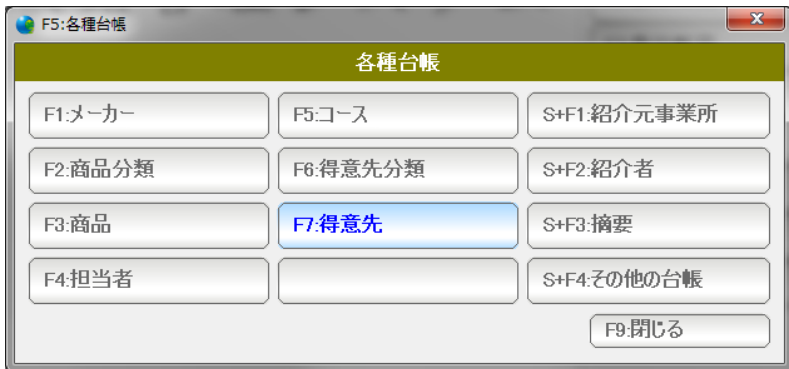 F5:各種台帳
各種台帳
F1:メーカー
F5:コース
S+F1:紹介元事業所
F2:商品分類
F6:得意先分類
S+F2:紹介者
F3:商品
F7:得意先
S+F3:摘要
F4:担当者
S+F4:その他の台帳
F9:閉じる